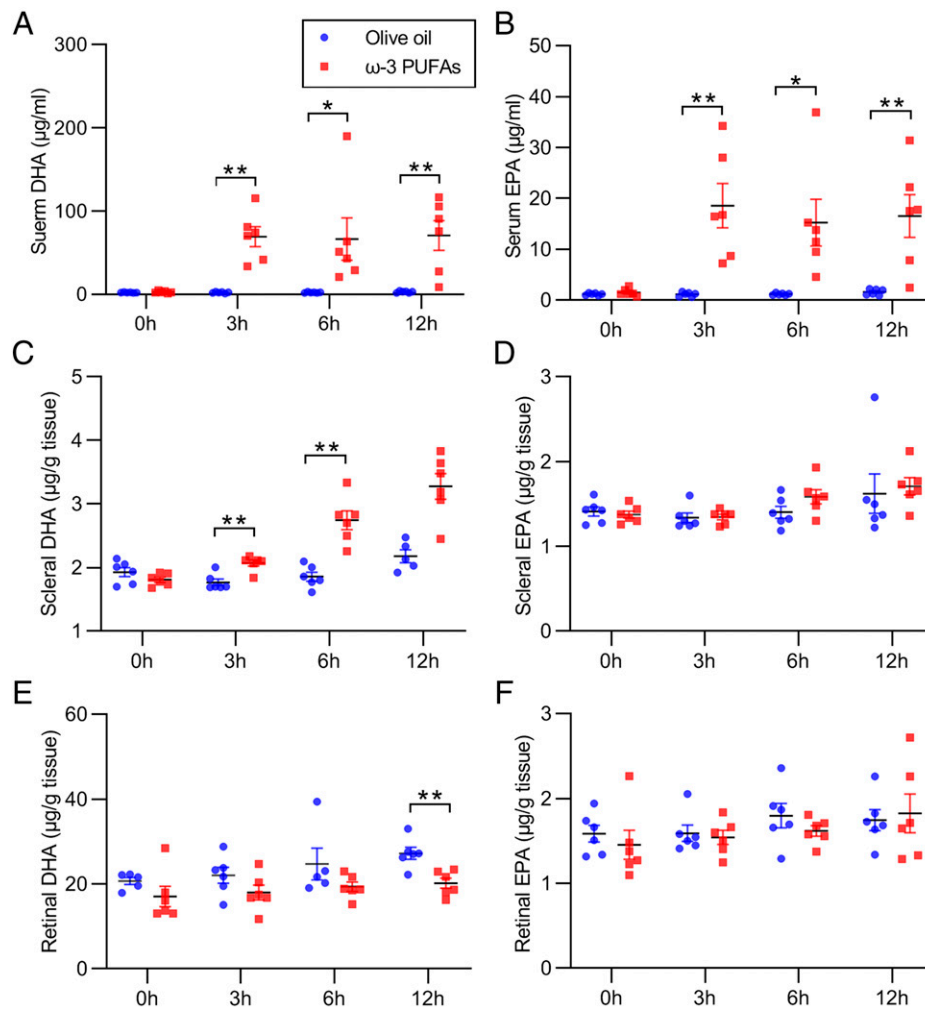 A
Olive oil
ω-3 PUFAs
Suerm DHA (μg/ml)
300
200
100
0
**
*
**
0h 3h 6h 12h
B
Serum EPA (μg/ml)
50
40
30
20
10
0
**
*
**
0h 3h 6h 12h
C
Scleral DHA (μg/g tissue)
5
4
3
2
1
**
**
0h 3h 6h 12h
D
Scleral EPA (μg/g tissue)
3
2
1
0
0h 3h 6h 12h
E
Retinal DHA (μg/g tissue)
60
40
20
0
**
0h 3h 6h 12h
F
Retinal EPA (μg/g tissue)
3
2
1
0
0h 3h 6h 12h